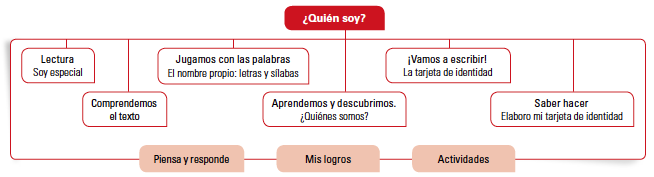 ¿Quién soy?
Lectura
Soy especial
Jugamos con las palabras
El nombre propio: letras y sílabas
¡Vamos a escribir!
La tarjeta de identidad
Comprendemos
el texto
Aprendemos y descubrimos.
¿Quiénes somos?
Saber hacer
Elaboro mi tarjeta de identidad
Piensa y responde
Mis logros
Actividades